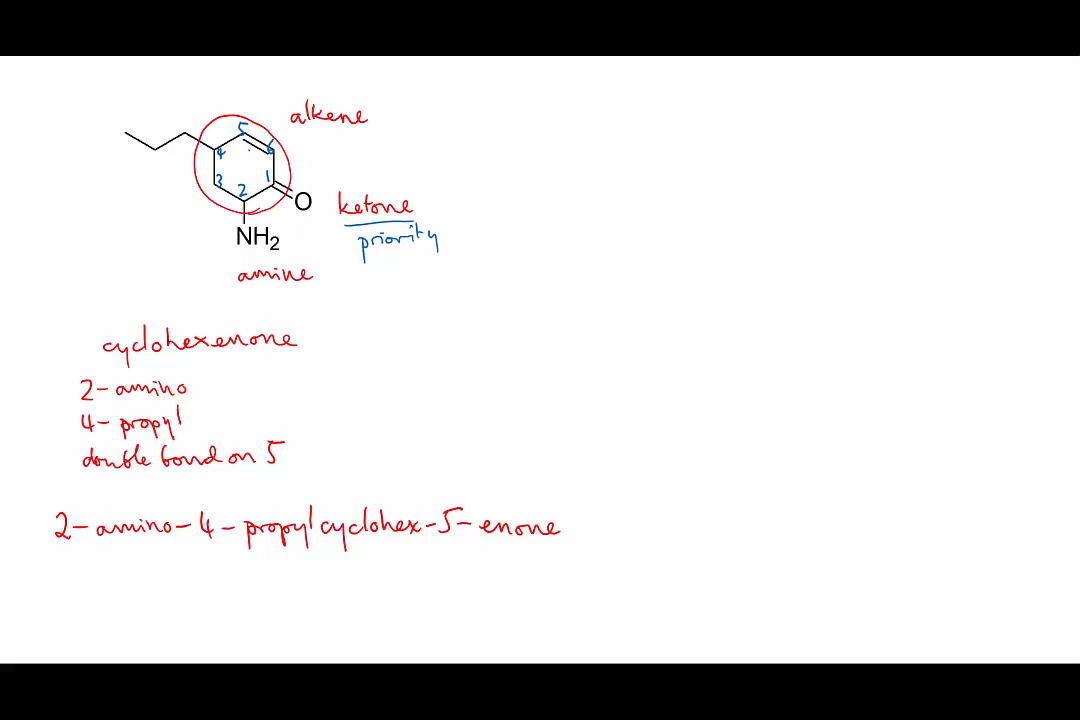 alkene
5
4
6
3
1
2
O
ketone
NH2
priority
amine
cyclohexenone
2-amino
4-propyl
double bond on 5
2-amino-4-propylcyclohex-5-enone